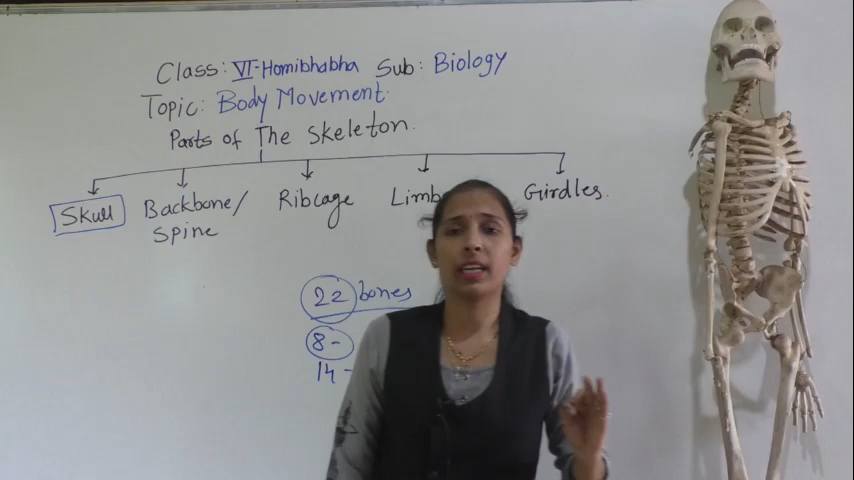 Class: VI-Homibhabha Sub: Biology
Topic: Body Movement
Parts of The Skeleton.
Skull Backbone/ Ribcage Limb Girdles.
Spine
22 bones
8-
14-